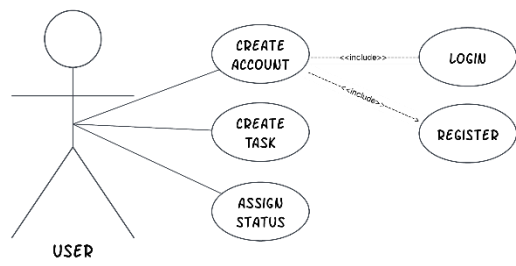 CREATE
ACCOUNT
<<include>>
LOGIN
<<include>>
REGISTER
CREATE
TASK
ASSIGN
STATUS
USER